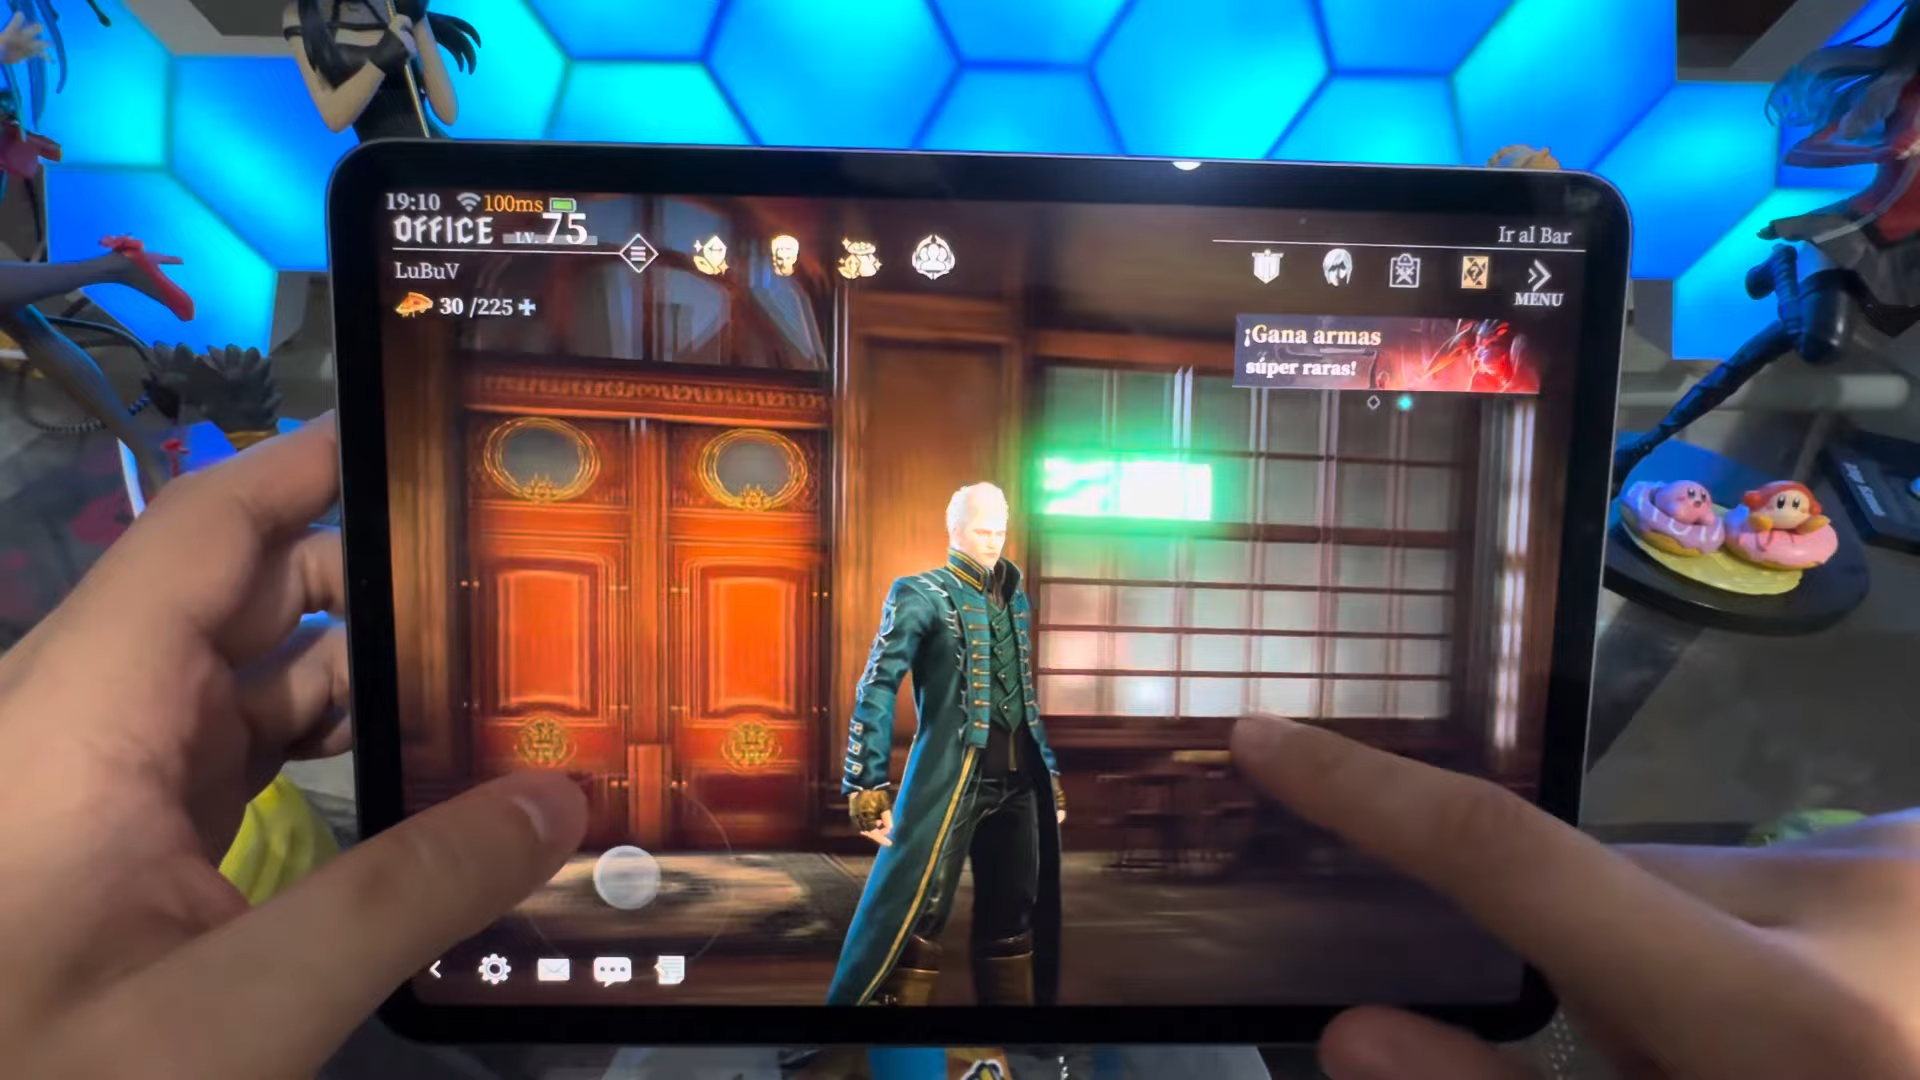 19:10 100ms
OFFICE LV. 75
LuBuV
30 /225
Ir al Bar
MENU
¡Gana armas
súper raras!